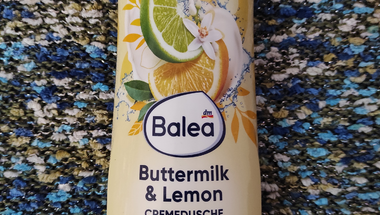 dm
Balea
Buttermilk
& Lemon
CREMEDUSCHE